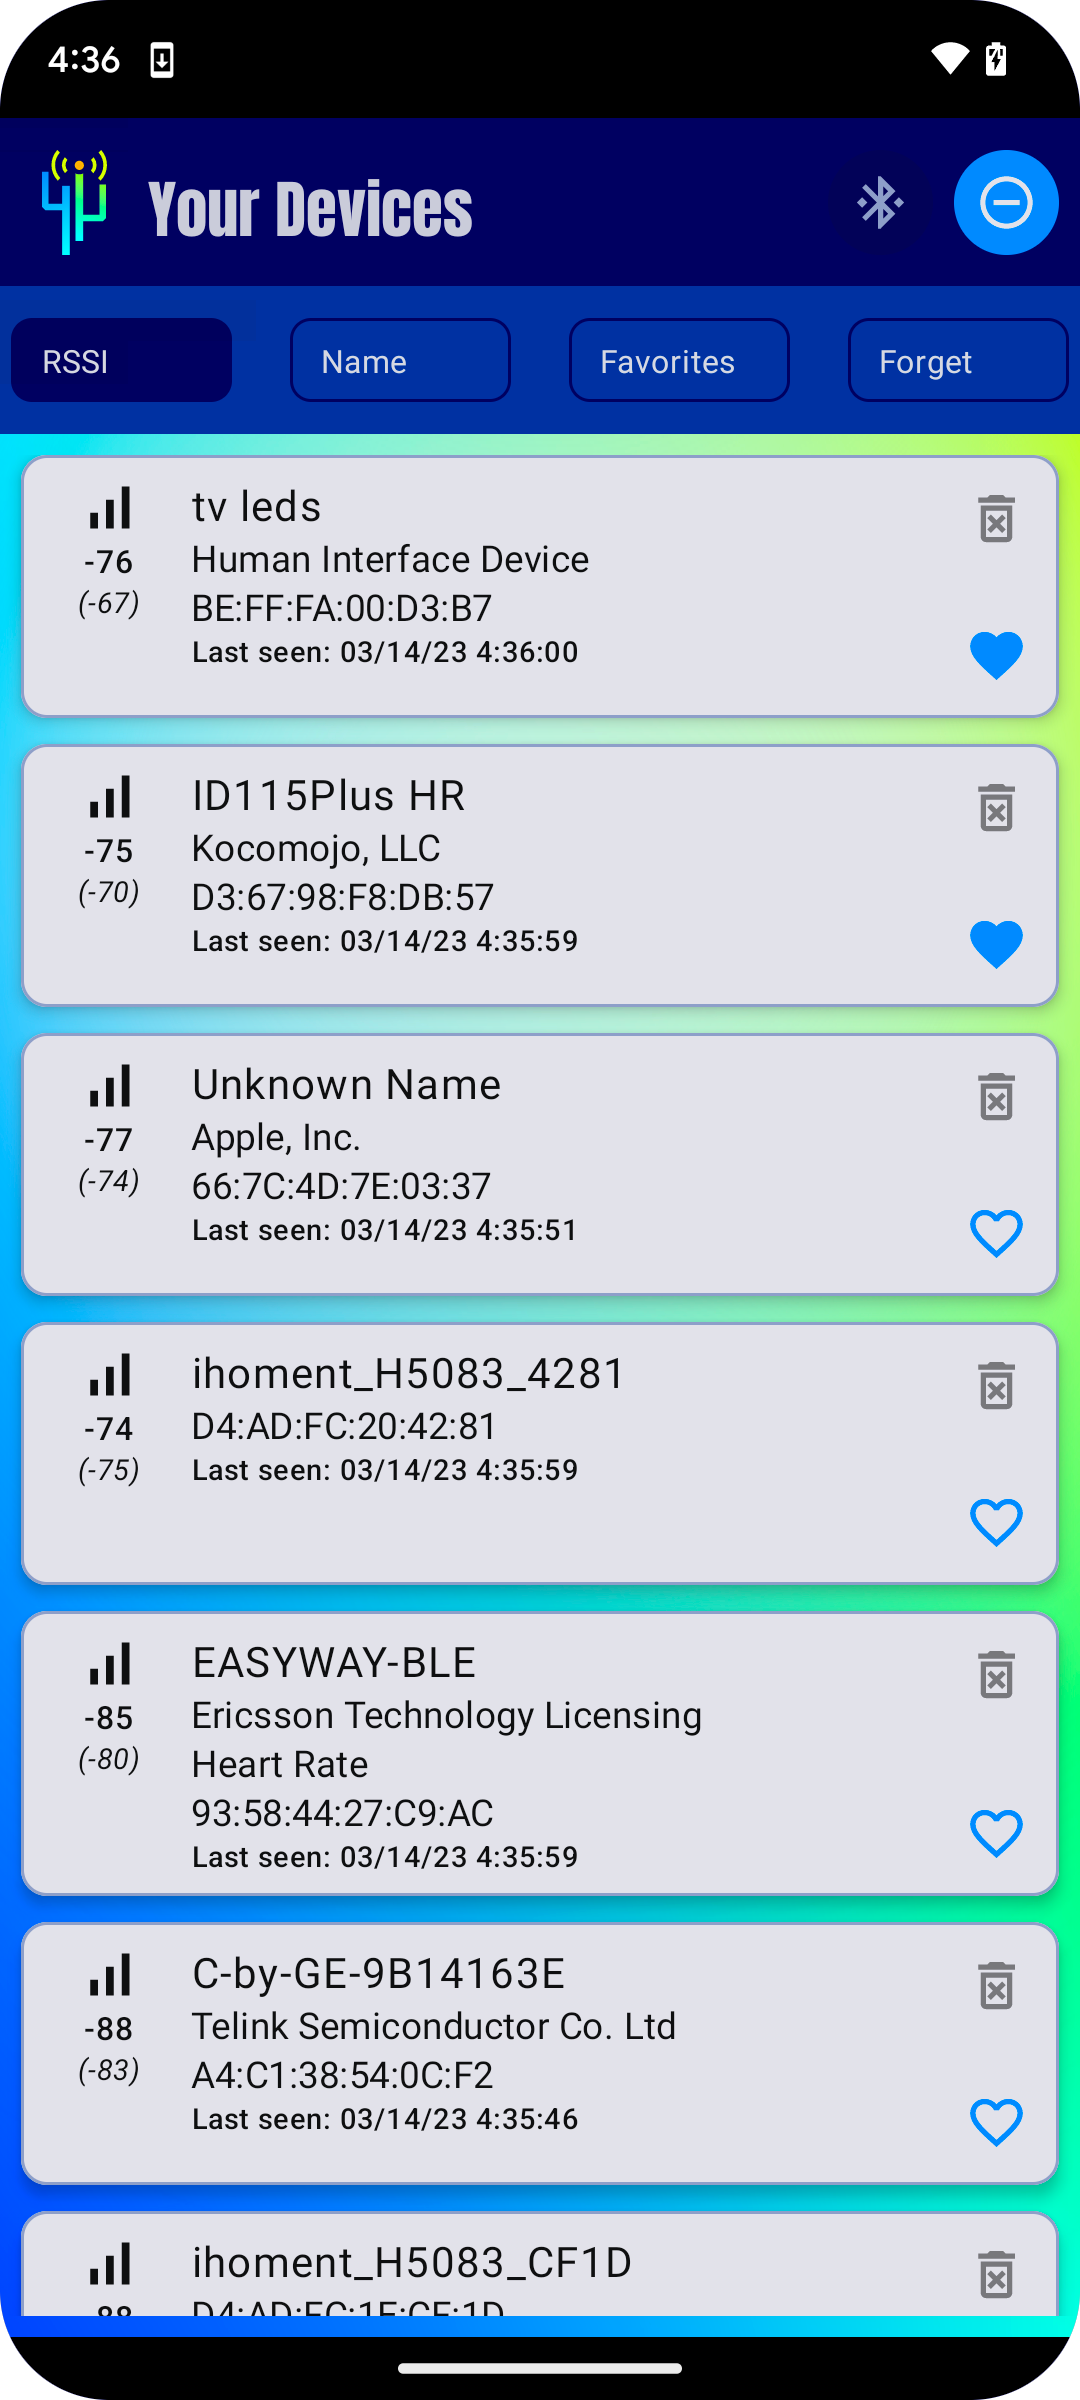 4:36
Your Devices
RSSI Name Favorites Forget
tv leds
-76
Human Interface Device
(-67)
BE:FF:FA:00:D3:B7
Last seen: 03/14/23 4:36:00
ID115Plus HR
-75
Kocomojo, LLC
(-70)
D3:67:98:F8:DB:57
Last seen: 03/14/23 4:35:59
Unknown Name
-77
Apple, Inc.
(-74)
66:7C:4D:7E:03:37
Last seen: 03/14/23 4:35:51
ihoment_H5083_4281
-74
D4:AD:FC:20:42:81
(-75)
Last seen: 03/14/23 4:35:59
EASYWAY-BLE
-85
Ericsson Technology Licensing
(-80)
Heart Rate
93:58:44:27:C9:AC
Last seen: 03/14/23 4:35:59
C-by-GE-9B14163E
-88
Telink Semiconductor Co. Ltd
(-83)
A4:C1:38:54:0C:F2
Last seen: 03/14/23 4:35:46
ihoment_H5083_CF1D